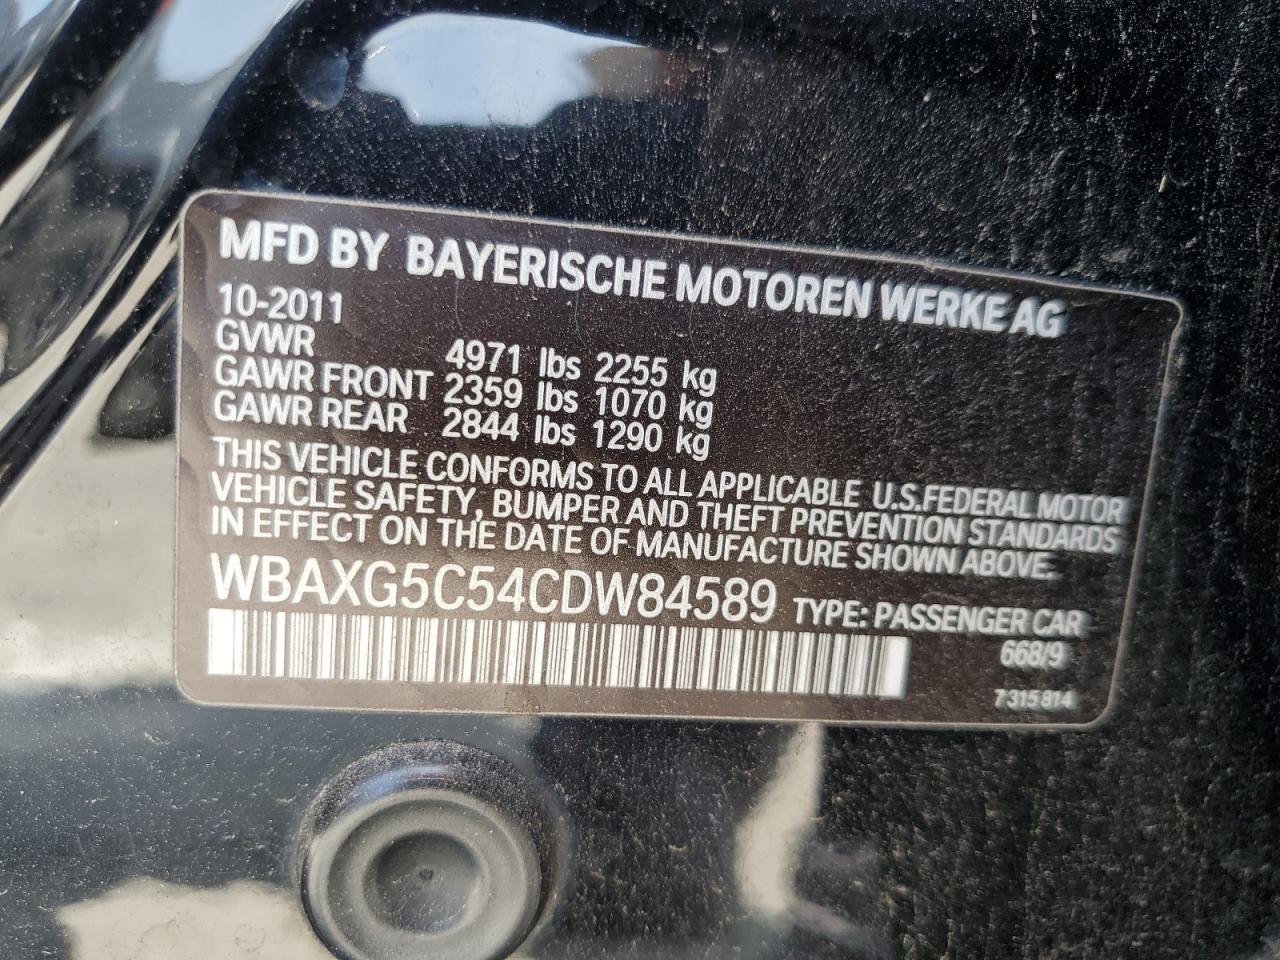 MFD BY BAYERISCHE MOTOREN WERKE AG
10-2011
GVWR 4971 lbs 2255 kg
GAWR FRONT 2359 lbs 1070 kg
GAWR REAR 2844 lbs 1290 kg
THIS VEHICLE CONFORMS TO ALL APPLICABLE U.S.FEDERAL MOTOR
VEHICLE SAFETY, BUMPER AND THEFT PREVENTION STANDARDS
IN EFFECT ON THE DATE OF MANUFACTURE SHOWN ABOVE.
WBAXG5C54CDW84589 TYPE: PASSENGER CAR
668/9
7 315 814